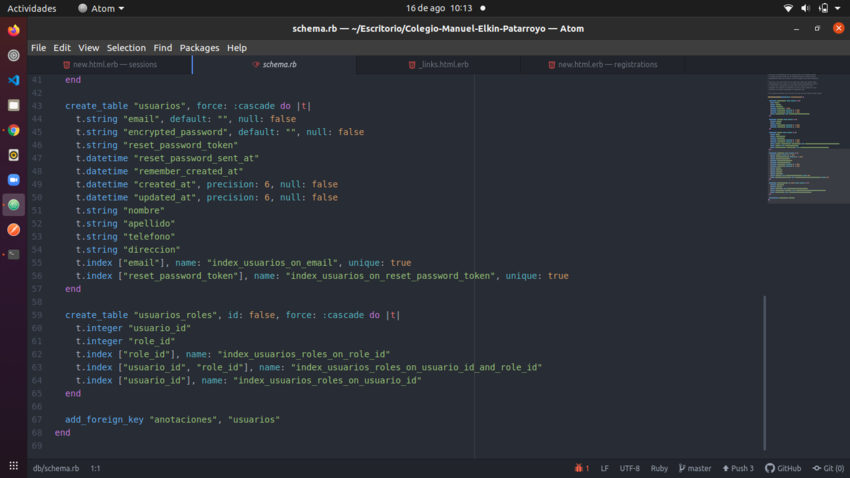 Actividades
Atom
16 de ago 10:13
schema.rb — ~/Escritorio/Colegio-Manuel-Elkin-Patarroyo — Atom
File Edit View Selection Find Packages Help
new.html.erb — sessions
schema.rb
_links.html.erb
new.html.erb — registrations
41 end
42
43 create_table "usuarios", force: :cascade do |t|
44 t.string "email", default: "", null: false
45 t.string "encrypted_password", default: "", null: false
46 t.string "reset_password_token"
47 t.datetime "reset_password_sent_at"
48 t.datetime "remember_created_at"
49 t.datetime "created_at", precision: 6, null: false
50 t.datetime "updated_at", precision: 6, null: false
51 t.string "nombre"
52 t.string "apellido"
53 t.string "telefono"
54 t.string "direccion"
55 t.index ["email"], name: "index_usuarios_on_email", unique: true
56 t.index ["reset_password_token"], name: "index_usuarios_on_reset_password_token", unique: true
57 end
58
59 create_table "usuarios_roles", id: false, force: :cascade do |t|
60 t.integer "usuario_id"
61 t.integer "role_id"
62 t.index ["role_id"], name: "index_usuarios_roles_on_role_id"
63 t.index ["usuario_id", "role_id"], name: "index_usuarios_roles_on_usuario_id_and_role_id"
64 t.index ["usuario_id"], name: "index_usuarios_roles_on_usuario_id"
65 end
66
67 add_foreign_key "anotaciones", "usuarios"
68 end
69
db/schema.rb 1:1
1 LF UTF-8 Ruby master Push 3 GitHub Git (0)